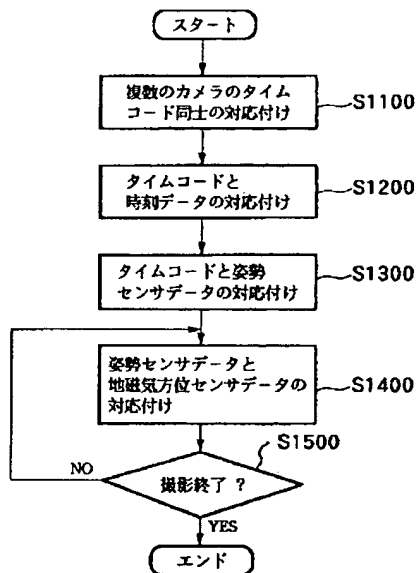 スタート
複数のカメラのタイム
コード同士の対応付け
S1100
タイムコードと
時刻データの対応付け
S1200
タイムコードと姿勢
センサデータの対応付け
S1300
姿勢センサデータと
地磁気方位センサデータの
対応付け
S1400
S1500
NO
撮影終了 ?
YES
エンド